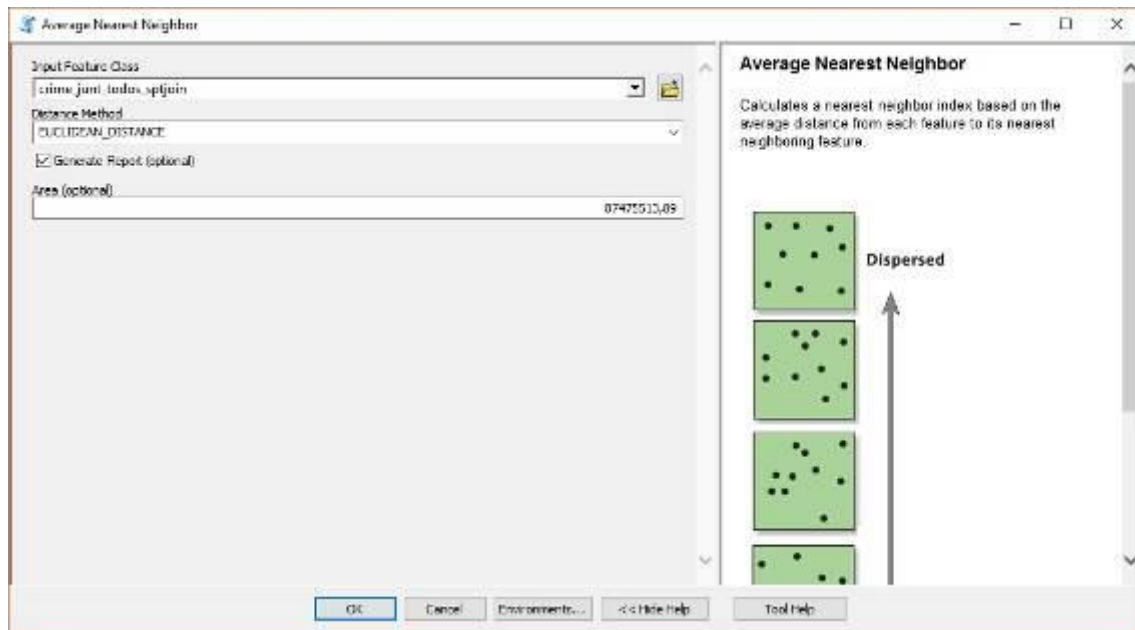 Average Nearest Neighbor
Input Feature Class
crime_junt_todos_sptjoin
Distance Method
EUCLIDEAN_DISTANCE
Generate Report (optional)
Area (optional)
87475513,89
OK
Cancel
Environments...
<< Hide Help
Tool Help
Average Nearest Neighbor
Calculates a nearest neighbor index based on the
average distance from each feature to its nearest
neighboring feature.
Dispersed